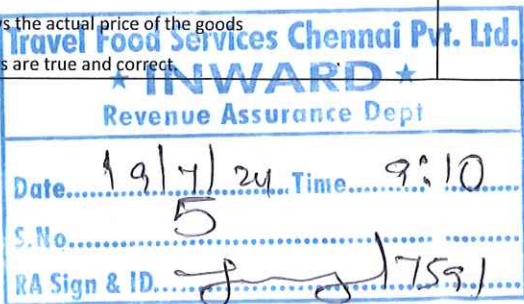 s the actual price of the goods
Travel Food Services Chennai Pvt. Ltd.
s are true and correct.
★ INWARD ★
Revenue Assurance Dept
Date.....19/7/24.Time....9:10
S.No.....5..............................
RA Sign & ID..............17591